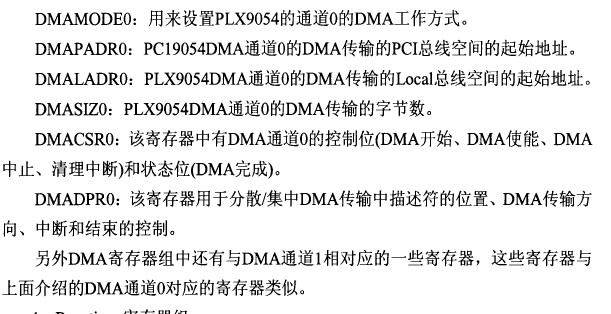 DMAMODE0：用来设置PLX9054的通道0的DMA工作方式。
DMAPADR0：PC19054DMA通道0的DMA传输的PCI总线空间的起始地址。
DMALADR0：PLX9054DMA通道0的DMA传输的Local总线空间的起始地址。
DMASIZ0：PLX9054DMA通道0的DMA传输的字节数。
DMACSR0：该寄存器中有DMA通道0的控制位(DMA开始、DMA使能、DMA
中止、清理中断)和状态位(DMA完成)。
DMADPR0：该寄存器用于分散/集中DMA传输中描述符的位置、DMA传输方
向、中断和结束的控制。
另外DMA寄存器组中还有与DMA通道1相对应的一些寄存器，这些寄存器与
上面介绍的DMA通道0对应的寄存器类似。